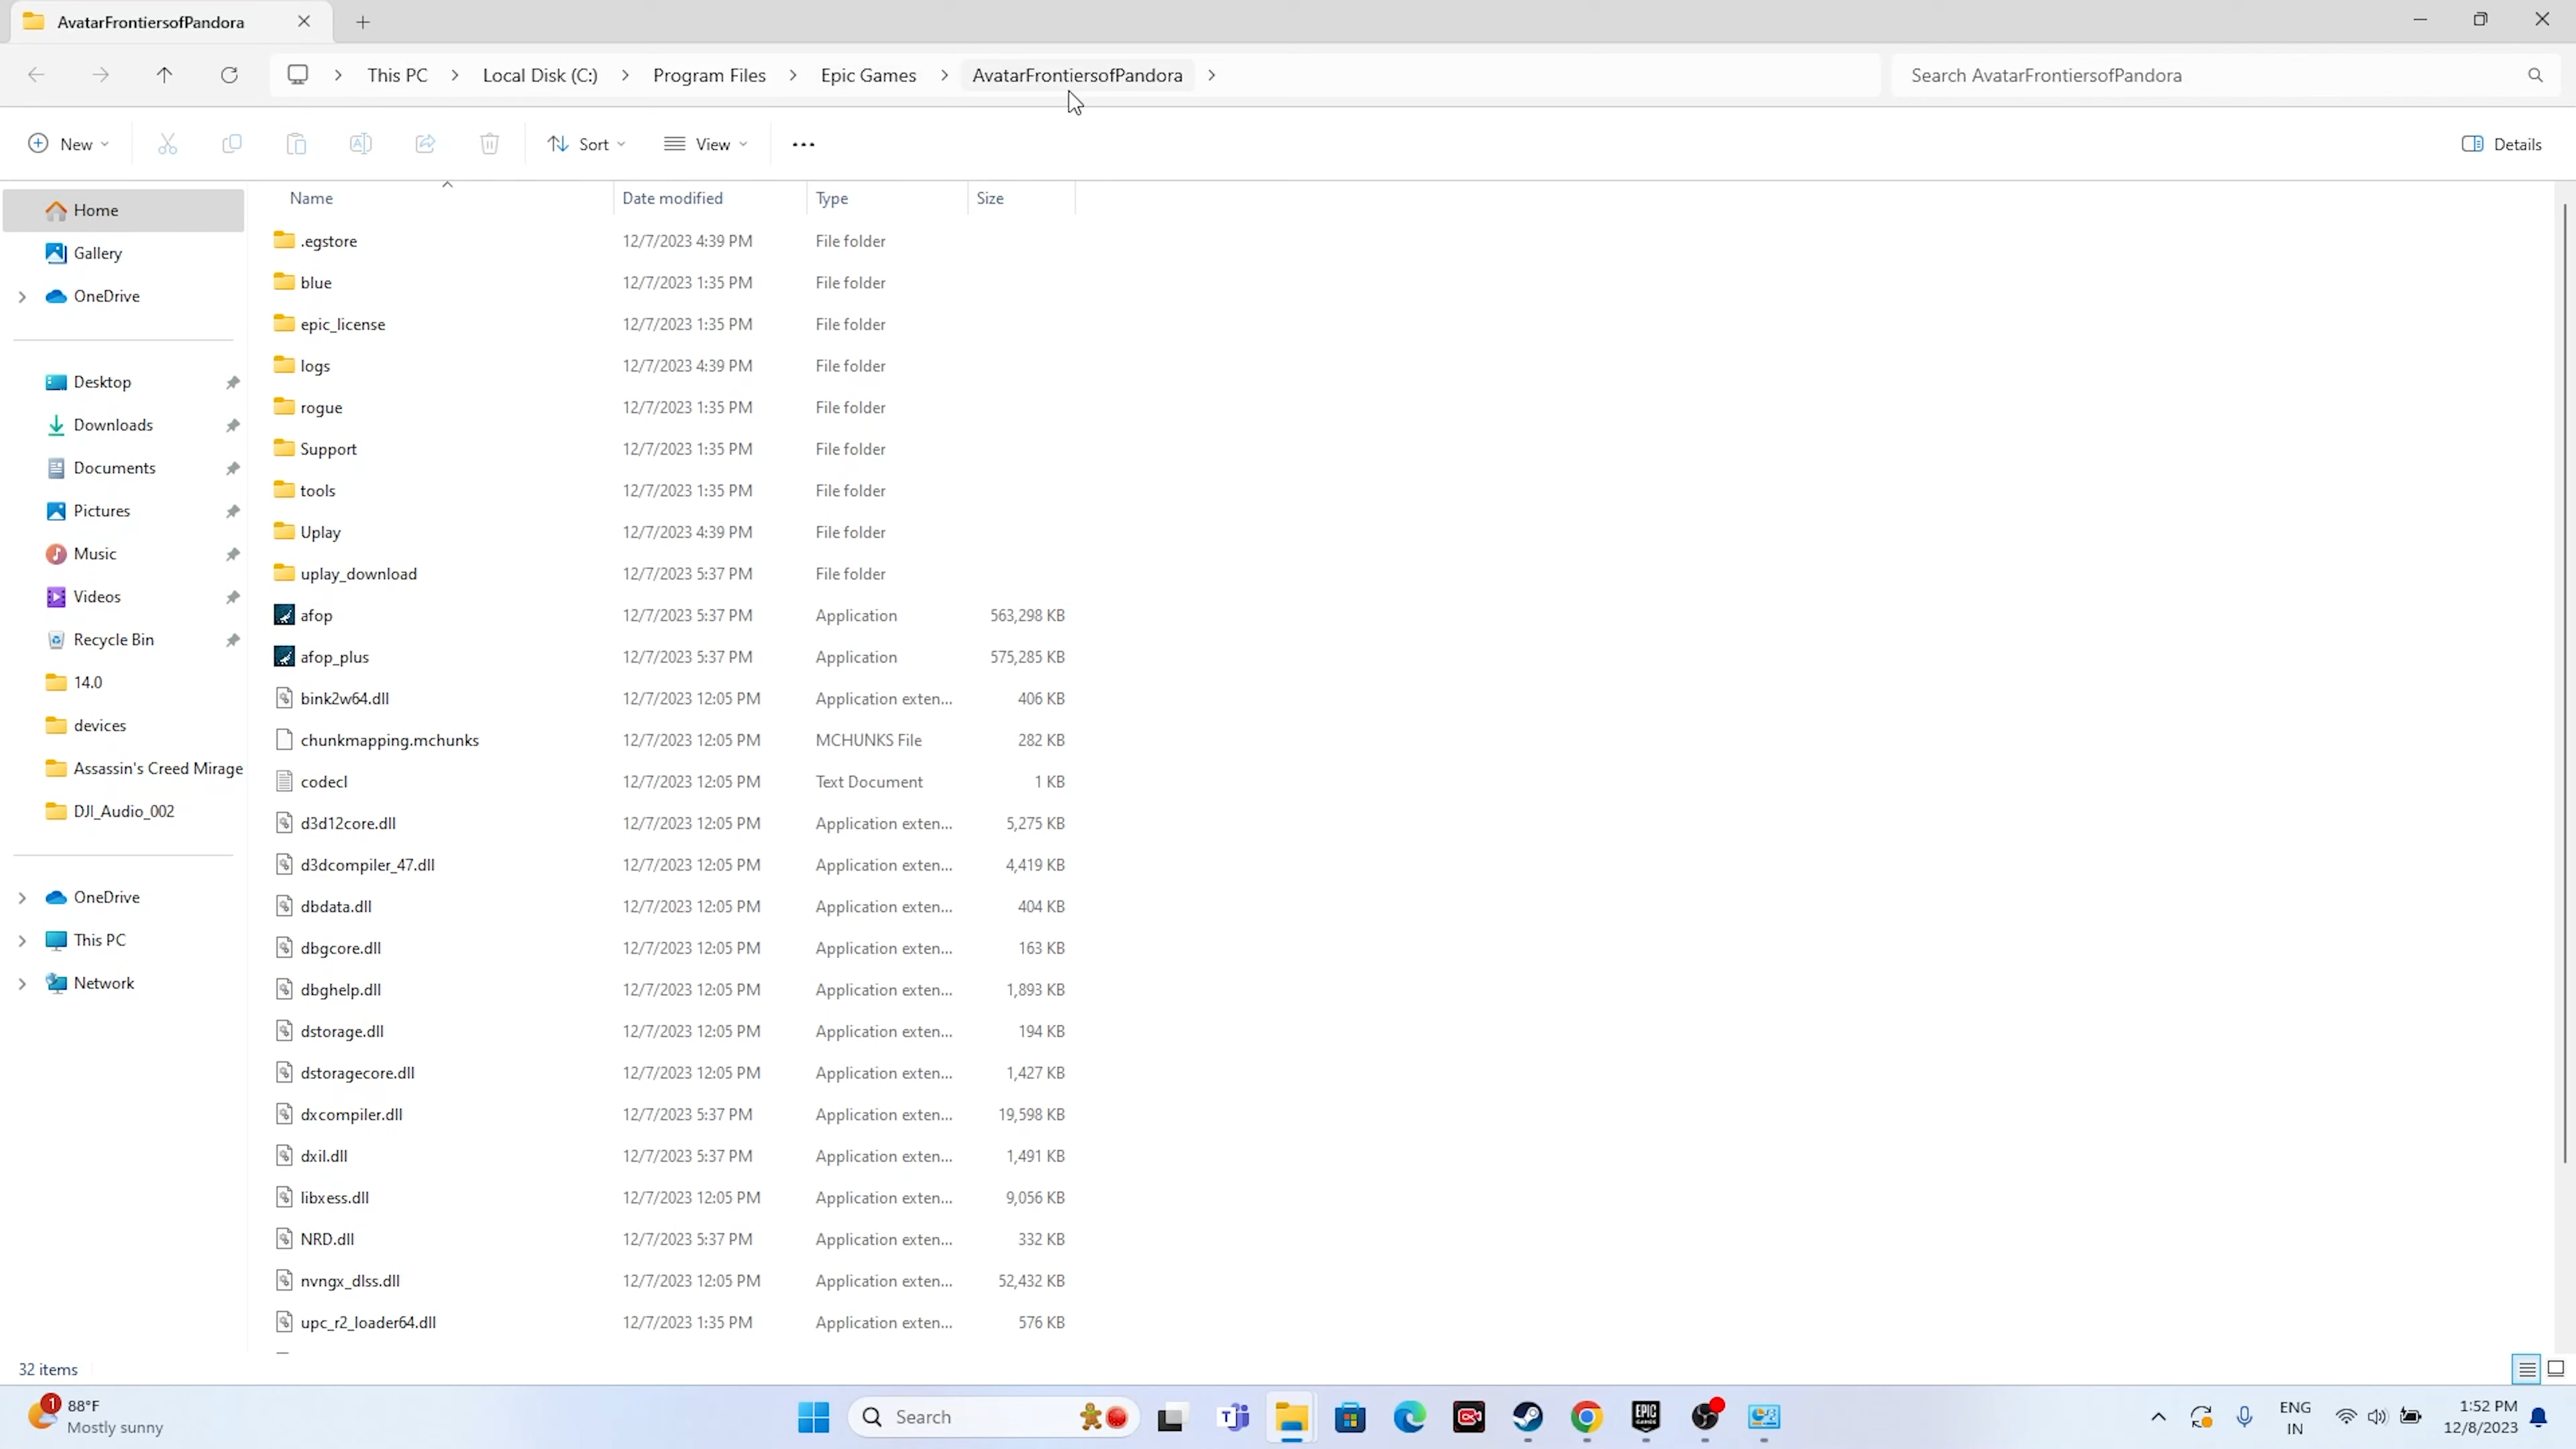 AvatarFrontiersofPandora
This PC > Local Disk (C:) > Program Files > Epic Games > AvatarFrontiersofPandora >
Search AvatarFrontiersofPandora
New
Sort
View
Details
Name Date modified Type Size
Home
Gallery
OneDrive
Desktop
Downloads
Documents
Pictures
Music
Videos
Recycle Bin
14.0
devices
Assassin's Creed Mirage
DJI_Audio_002
OneDrive
This PC
Network
.egstore 12/7/2023 4:39 PM File folder
blue 12/7/2023 1:35 PM File folder
epic_license 12/7/2023 1:35 PM File folder
logs 12/7/2023 4:39 PM File folder
rogue 12/7/2023 1:35 PM File folder
Support 12/7/2023 1:35 PM File folder
tools 12/7/2023 1:35 PM File folder
Uplay 12/7/2023 4:39 PM File folder
uplay_download 12/7/2023 5:37 PM File folder
afop 12/7/2023 5:37 PM Application 563,298 KB
afop_plus 12/7/2023 5:37 PM Application 575,285 KB
bink2w64.dll 12/7/2023 12:05 PM Application exten... 406 KB
chunkmapping.mchunks 12/7/2023 12:05 PM MCHUNKS File 282 KB
codecl 12/7/2023 12:05 PM Text Document 1 KB
d3d12core.dll 12/7/2023 12:05 PM Application exten... 5,275 KB
d3dcompiler_47.dll 12/7/2023 12:05 PM Application exten... 4,419 KB
dbdata.dll 12/7/2023 12:05 PM Application exten... 404 KB
dbgcore.dll 12/7/2023 12:05 PM Application exten... 163 KB
dbghelp.dll 12/7/2023 12:05 PM Application exten... 1,893 KB
dstorage.dll 12/7/2023 12:05 PM Application exten... 194 KB
dstoragecore.dll 12/7/2023 12:05 PM Application exten... 1,427 KB
dxcompiler.dll 12/7/2023 5:37 PM Application exten... 19,598 KB
dxil.dll 12/7/2023 5:37 PM Application exten... 1,491 KB
libxess.dll 12/7/2023 12:05 PM Application exten... 9,056 KB
NRD.dll 12/7/2023 5:37 PM Application exten... 332 KB
nvngx_dlss.dll 12/7/2023 12:05 PM Application exten... 52,432 KB
upc_r2_loader64.dll 12/7/2023 1:35 PM Application exten... 576 KB
32 items
1
88°F
Mostly sunny
Search
EPIC GAMES
ENG
IN
1:52 PM
12/8/2023